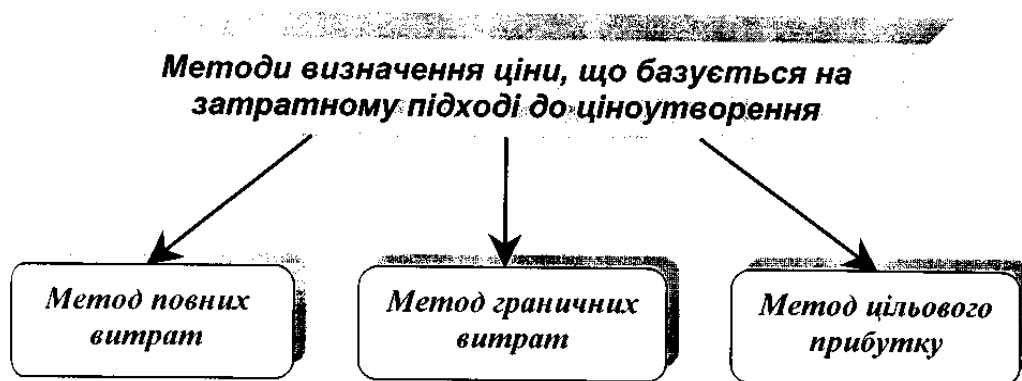 Методи визначення ціни, що базується на
затратному підході до ціноутворення
Метод повних
витрат
Метод граничних
витрат
Метод цільового
прибутку